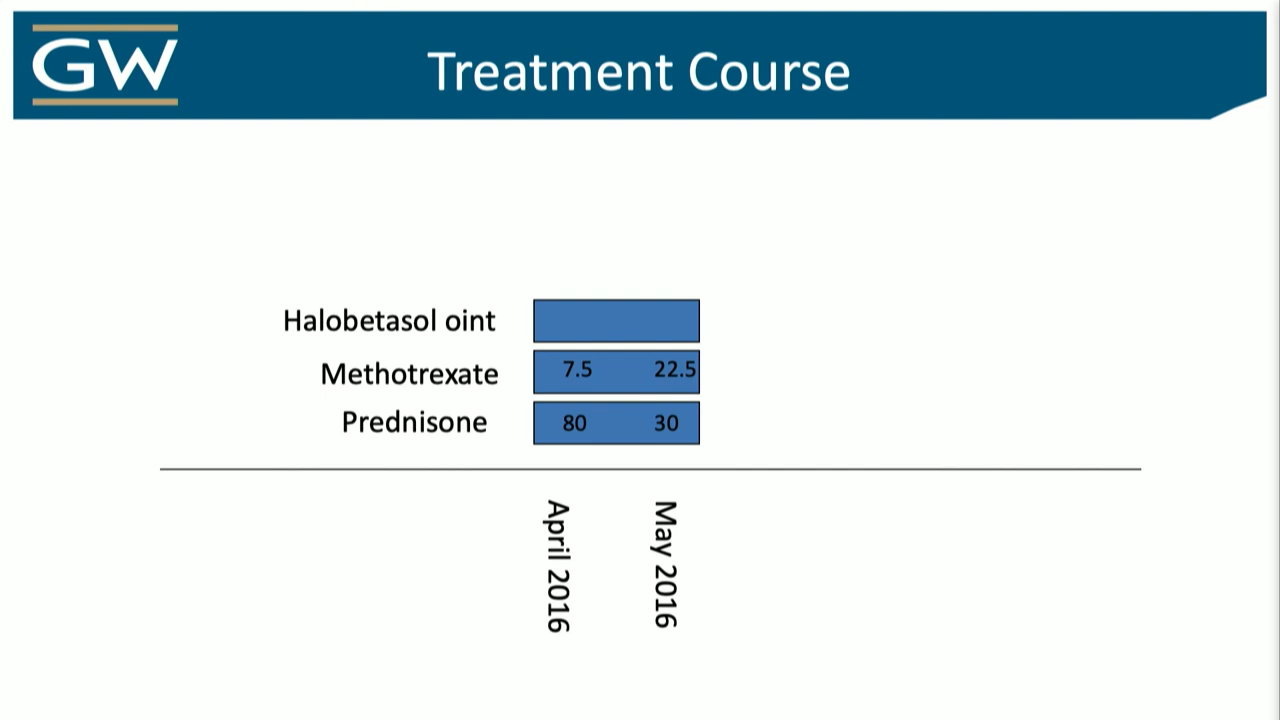 GW
Treatment Course
Halobetasol oint
Methotrexate 7.5 22.5
Prednisone 80 30
April 2016
May 2016